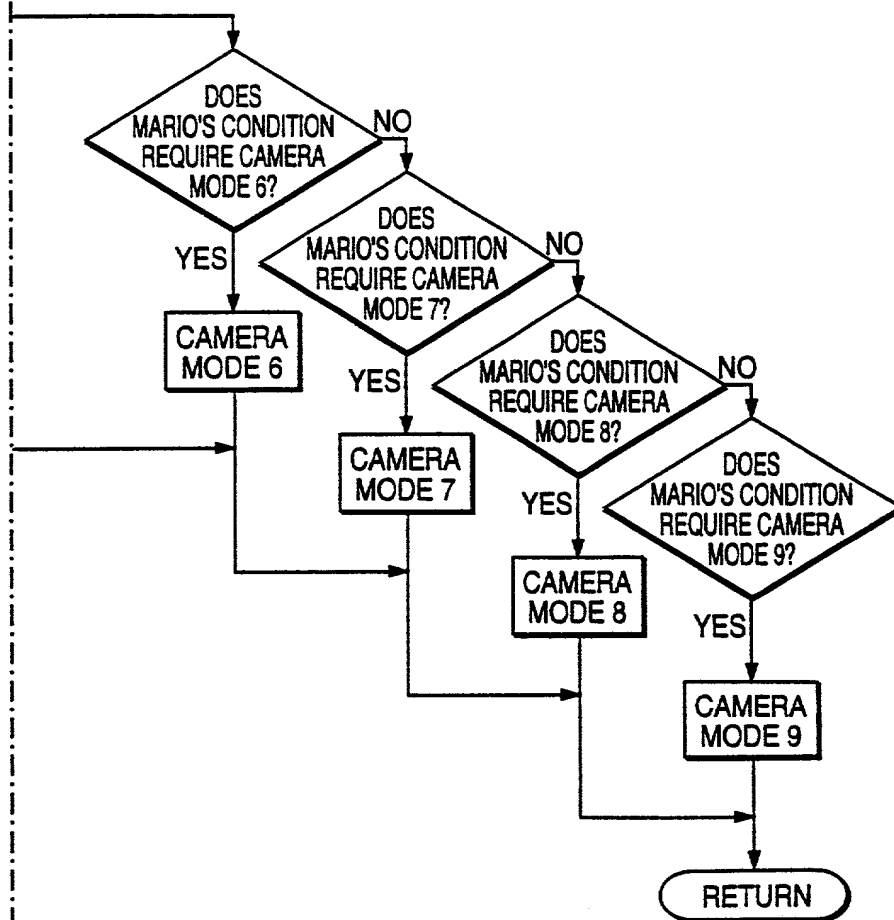 DOES
MARIO'S CONDITION
REQUIRE CAMERA
MODE 6?
NO
YES
CAMERA
MODE 6
DOES
MARIO'S CONDITION
REQUIRE CAMERA
MODE 7?
NO
YES
CAMERA
MODE 7
DOES
MARIO'S CONDITION
REQUIRE CAMERA
MODE 8?
NO
YES
CAMERA
MODE 8
DOES
MARIO'S CONDITION
REQUIRE CAMERA
MODE 9?
YES
CAMERA
MODE 9
RETURN